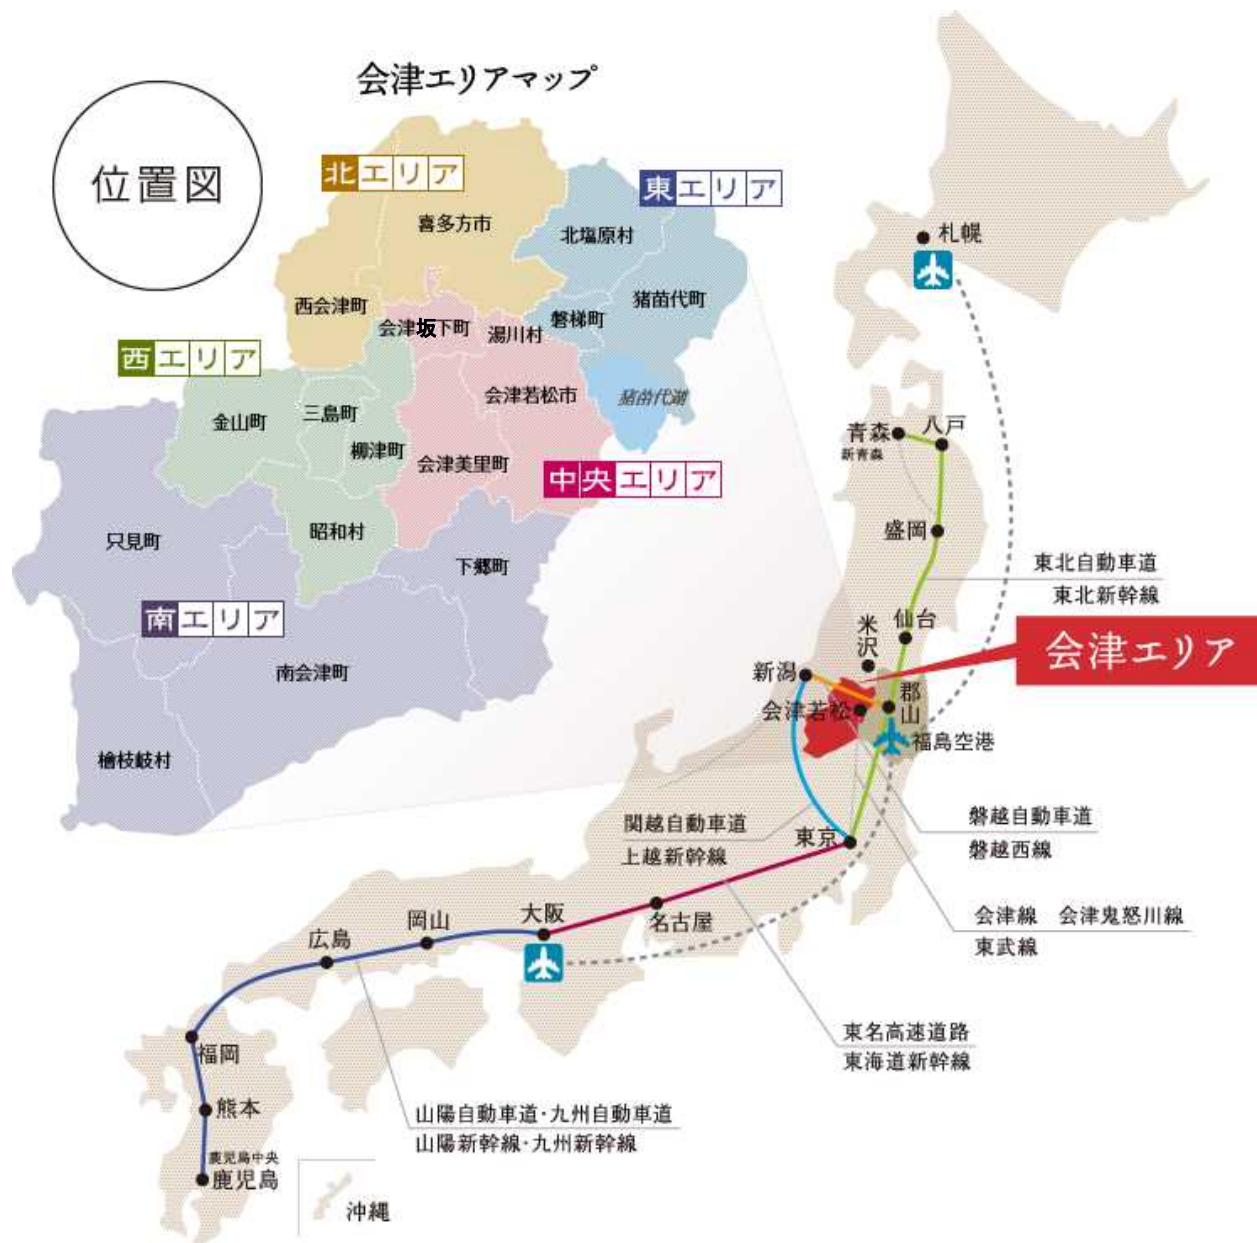 会津エリアマップ
位置図
北エリア
東エリア
喜多方市
北塩原村
西会津町
猪苗代町
会津坂下町
湯川村
磐梯町
西エリア
会津若松市
猪苗代湖
金山町
三島町
柳津町
会津美里町
中央エリア
只見町
昭和村
下郷町
南エリア
南会津町
檜枝岐村
札幌
青森
新青森
八戸
盛岡
東北自動車道
東北新幹線
仙台
米沢
会津エリア
新潟
会津若松
郡山
福島空港
関越自動車道
上越新幹線
東京
磐越自動車道
磐越西線
会津線 会津鬼怒川線
東武線
名古屋
大阪
岡山
広島
東名高速道路
東海道新幹線
福岡
熊本
山陽自動車道・九州自動車道
山陽新幹線・九州新幹線
鹿児島中央
鹿児島
沖縄